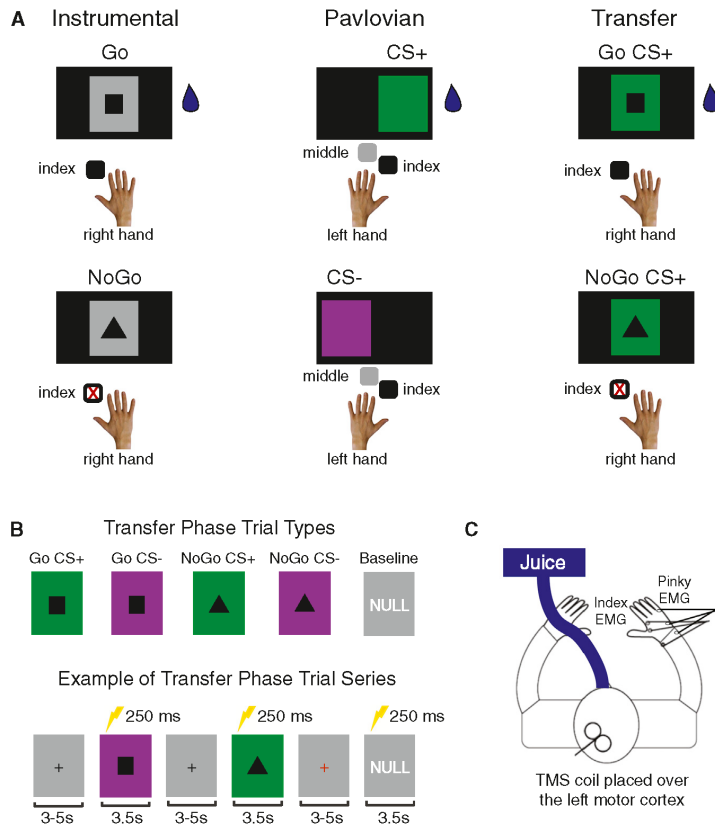 A
Instrumental Pavlovian Transfer
Go CS+ Go CS+
index middle index index
right hand left hand right hand
NoGo CS- NoGo CS+
index X middle index index X
right hand left hand right hand
B
Transfer Phase Trial Types
Go CS+ Go CS- NoGo CS+ NoGo CS- Baseline
NULL
Example of Transfer Phase Trial Series
250 ms 250 ms 250 ms
+ + + NULL
3-5s 3.5s 3-5s 3.5s 3-5s 3.5s
C
Juice
Index
EMG
Pinky
EMG
TMS coil placed over
the left motor cortex